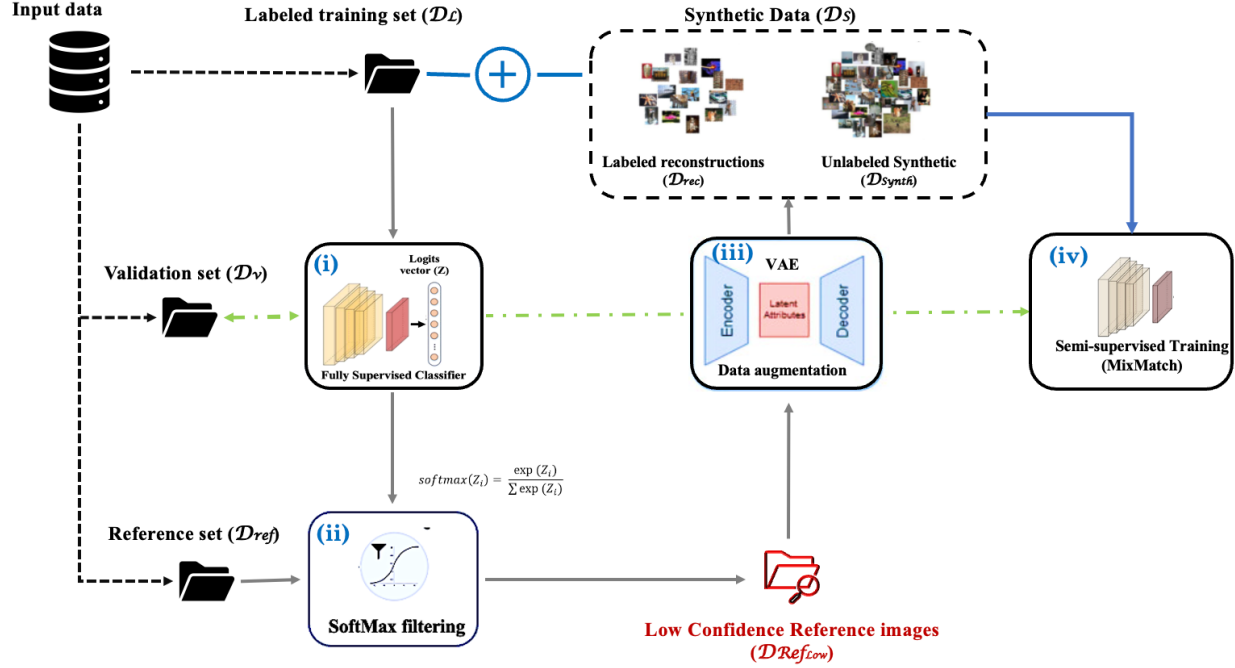 Input data
Labeled training set (𝒟ℒ)
Synthetic Data (𝒟S)
Labeled reconstructions
(𝒟rec)
Unlabeled Synthetic
(𝒟Synth)
Validation set (𝒟v)
(i)
Logits
vector (Z)
Fully Supervised Classifier
(iii)
VAE
Encoder
Latent
Attributes
Decoder
Data augmentation
(iv)
Semi-supervised Training
(MixMatch)
softmax(Zᵢ) = exp (Zᵢ) / ∑ exp (Zᵢ)
Reference set (𝒟ref)
(ii)
SoftMax filtering
Low Confidence Reference images
(𝒟RefLow)